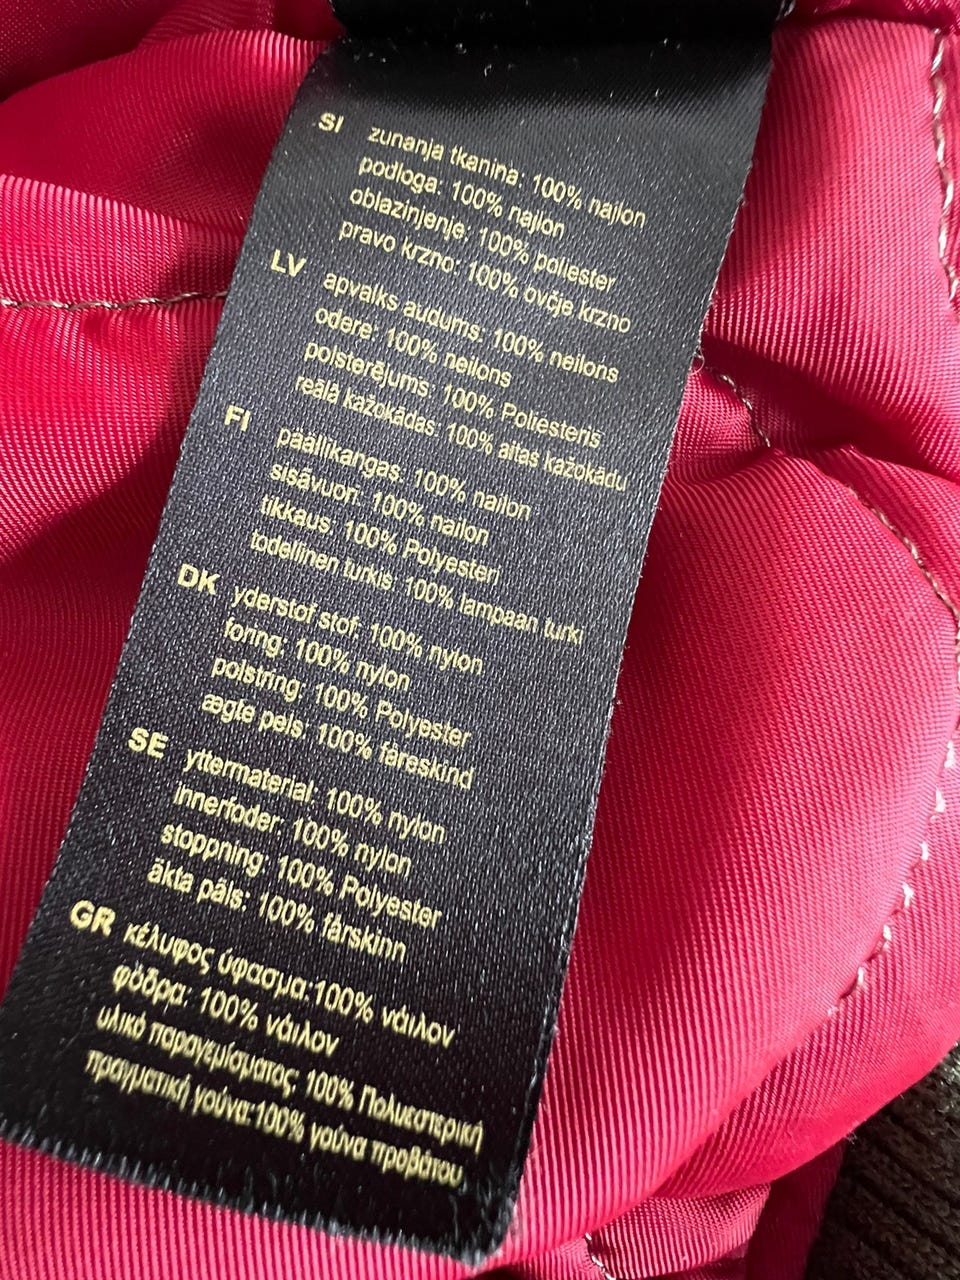 SI zunanja tkanina: 100% najlon
podloga: 100% najlon
oblazinjenje: 100% poliester
pravo krzno: 100% ovčje krzno
LV apvalks audums: 100% neilons
odere: 100% neilons
polsterējums: 100% Poliesteris
reālā kažokādas: 100% aitas kažokādu
FI päällikangas: 100% nailon
sisävuori: 100% nailon
tikkaus: 100% Polyesteri
todellinen turkis: 100% lampaan turki
DK yderstof stof: 100% nylon
foring: 100% nylon
polstring: 100% Polyester
ægte pels: 100% fåreskind
SE yttermaterial: 100% nylon
innerfoder: 100% nylon
stoppning: 100% Polyester
äkta päls: 100% fårskinn
GR κέλυφος ύφασμα:100% νάιλον
φόδρα: 100% νάιλον
υλικό παραγεμίσματος 100% Πολυεστερική
πραγματική γούνα:100% γούνα προβάτου